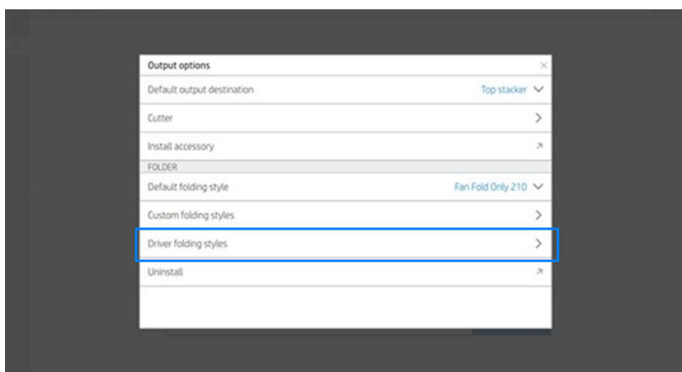 Output options
Default output destination Top stacker
Cutter
Install accessory
FOLDER
Default folding style Fan Fold Only 210
Custom folding styles
Driver folding styles
Uninstall